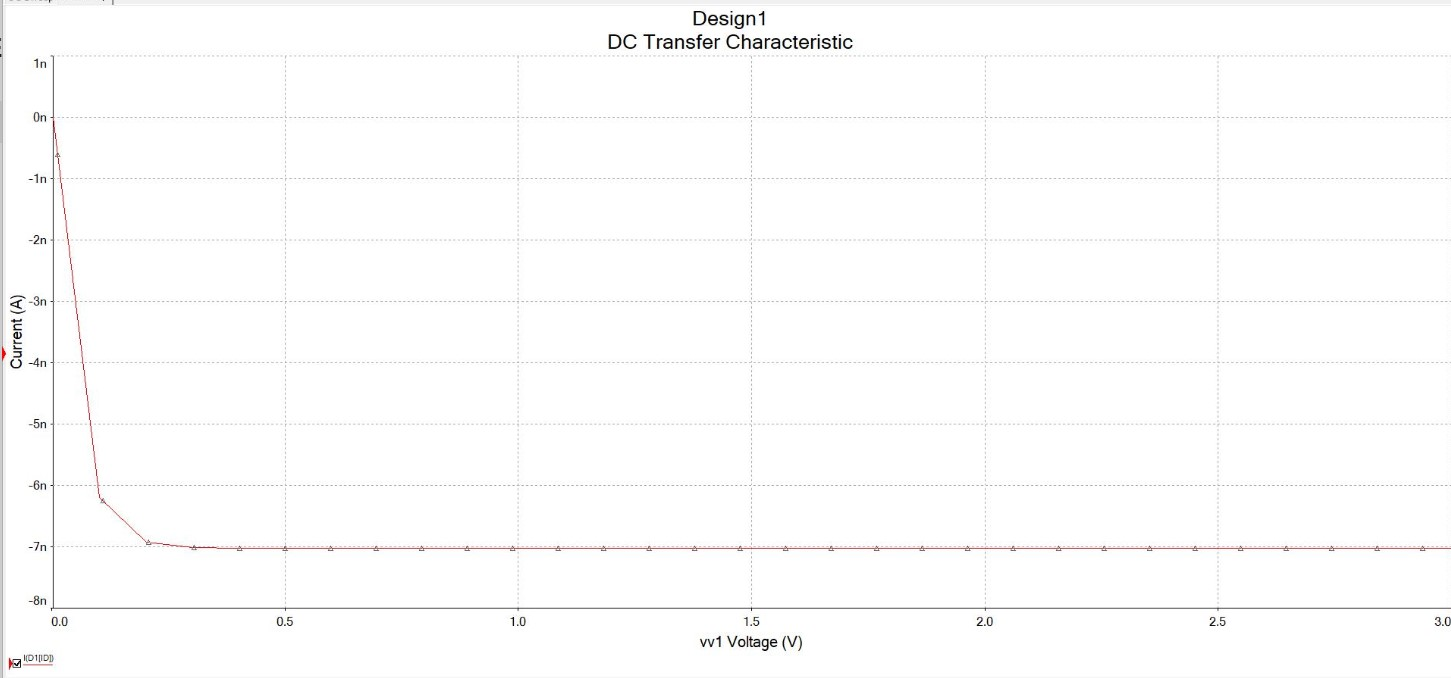 Design1
DC Transfer Characteristic
1n
0n
-1n
-2n
-3n
-4n
-5n
-6n
-7n
-8n
Current (A)
0.0 0.5 1.0 1.5 2.0 2.5 3.0
vv1 Voltage (V)
I(D1[ID])